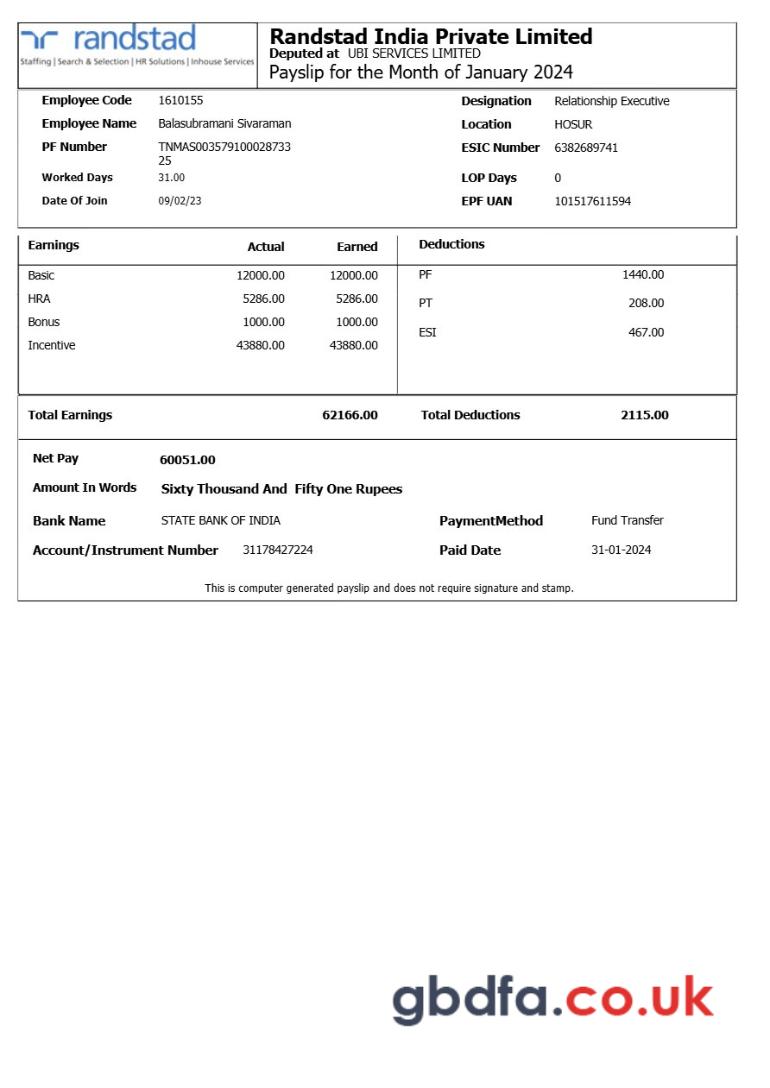 randstad
Staffing | Search & Selection | HR Solutions | Inhouse Services
Randstad India Private Limited
Deputed at UBI SERVICES LIMITED
Payslip for the Month of January 2024
Employee Code 1610155 Designation Relationship Executive
Employee Name Balasubramani Sivaraman Location HOSUR
PF Number TNMAS003579100028733 ESIC Number 6382689741
25
Worked Days 31.00 LOP Days 0
Date Of Join 09/02/23 EPF UAN 101517611594
Earnings Actual Earned Deductions
Basic 12000.00 12000.00 PF 1440.00
HRA 5286.00 5286.00 PT 208.00
Bonus 1000.00 1000.00 ESI 467.00
Incentive 43880.00 43880.00
Total Earnings 62166.00 Total Deductions 2115.00
Net Pay 60051.00
Amount In Words Sixty Thousand And Fifty One Rupees
Bank Name STATE BANK OF INDIA PaymentMethod Fund Transfer
Account/Instrument Number 31178427224 Paid Date 31-01-2024
This is computer generated payslip and does not require signature and stamp.
gbdfa.co.uk